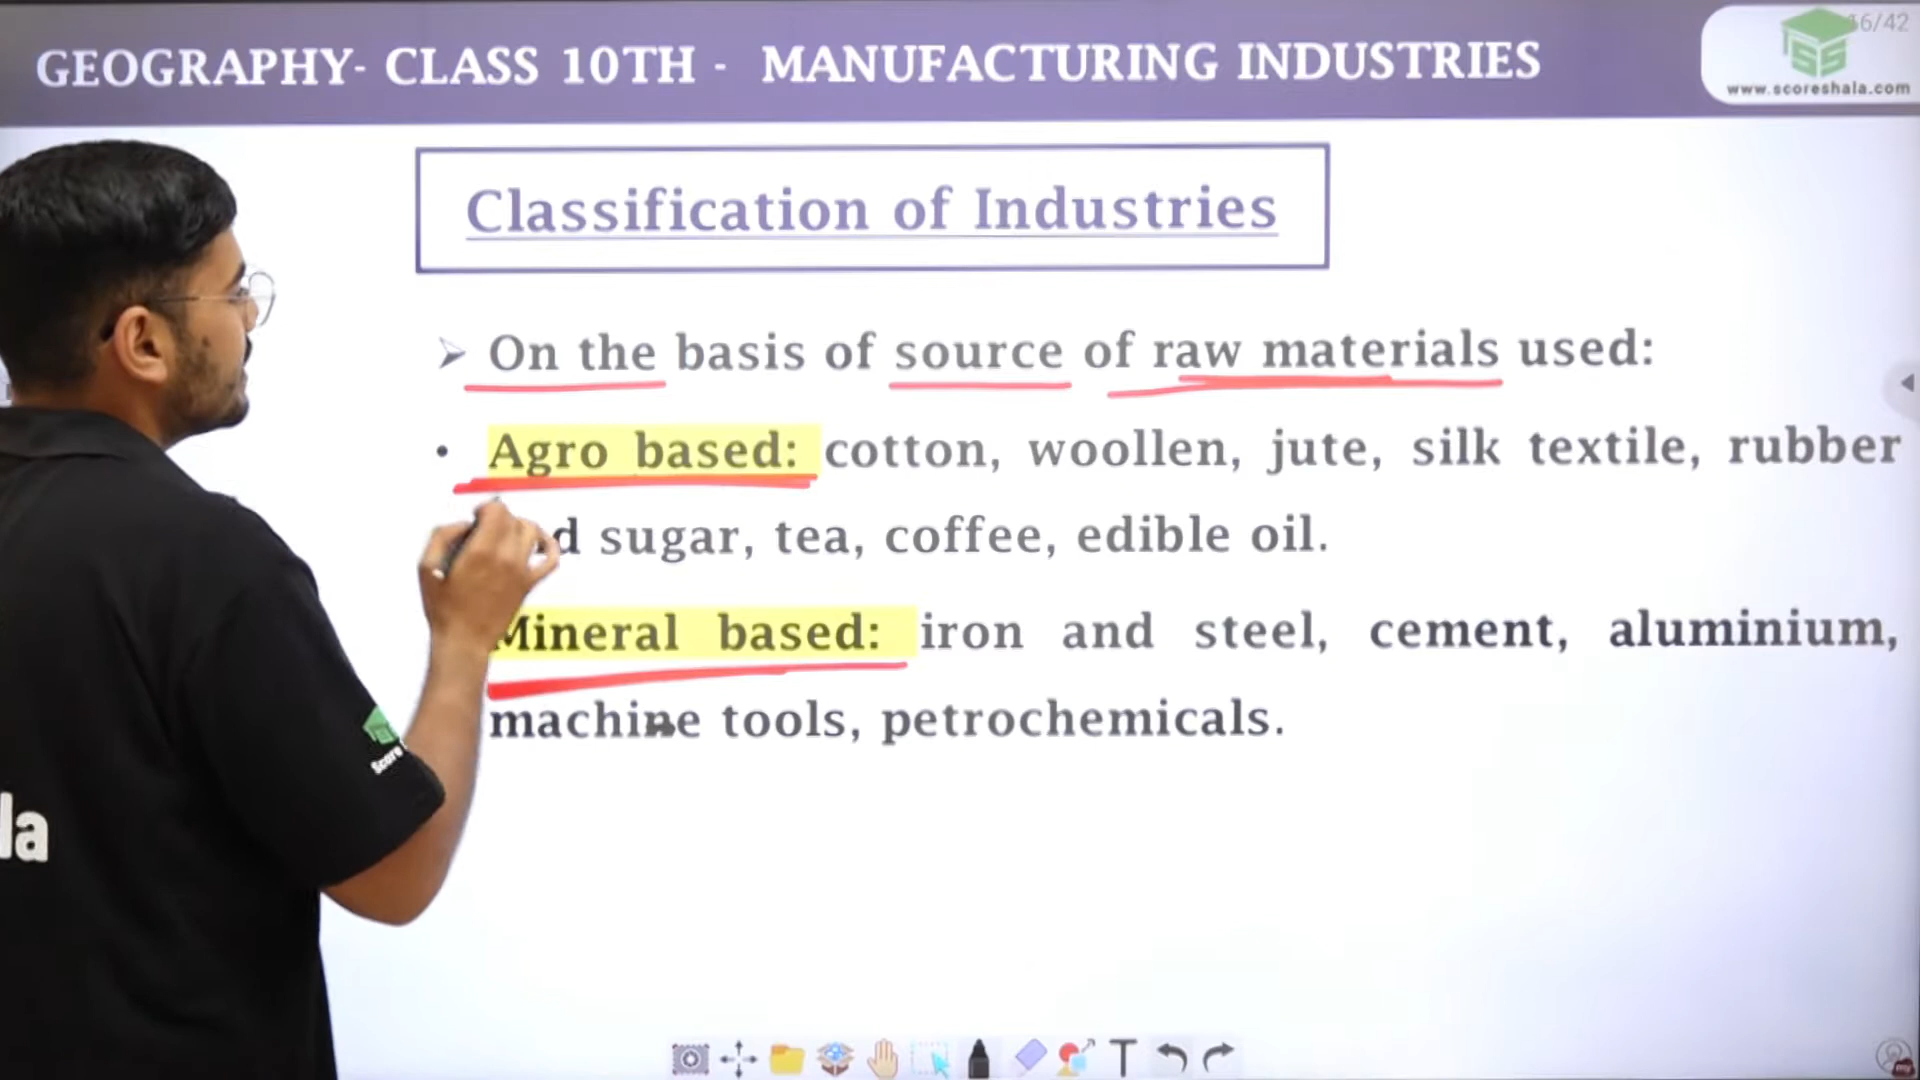 GEOGRAPHY- CLASS 10TH - MANUFACTURING INDUSTRIES
16/42
www.scoreshala.com
Classification of Industries
➢ On the basis of source of raw materials used:
• Agro based: cotton, woollen, jute, silk textile, rubber
sugar, tea, coffee, edible oil.
Mineral based: iron and steel, cement, aluminium,
machine tools, petrochemicals.
la